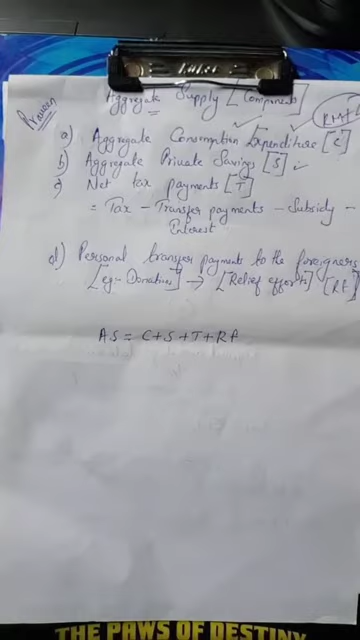 Aggregate Supply [Components]
Praveen
a) Aggregate Consumption Expenditure [C]
b) Aggregate Private Savings [S]
c) Net tax payments [T]
= Tax - Transfer payments - Subsidy -
Interest
d) Personal transfer payments to the foreigners
[eg:- Donations] → [Relief efforts] [Rf]
AS = C+S+T+Rf
THE PAWS OF DESTINY